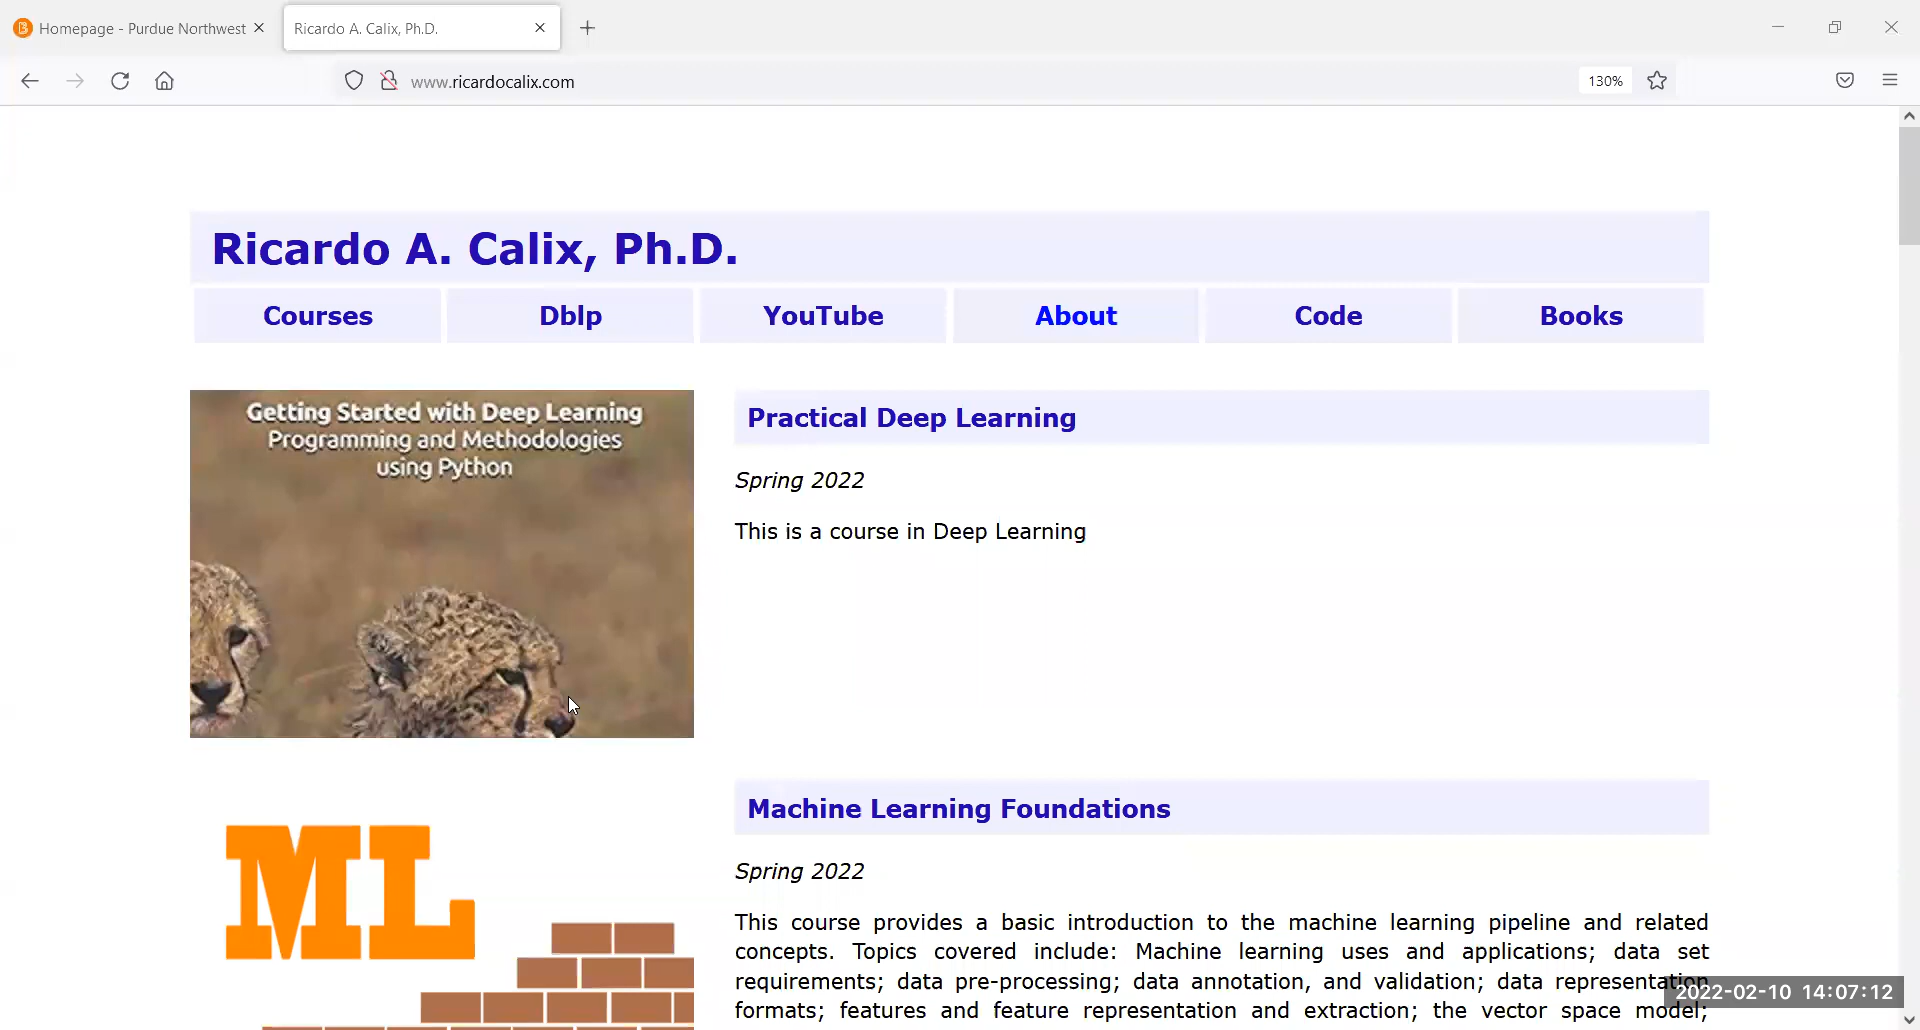 Homepage - Purdue Northwest
Ricardo A. Calix, Ph.D.
www.ricardocalix.com
130%
Ricardo A. Calix, Ph.D.
Courses Dblp YouTube About Code Books
Getting Started with Deep Learning
Programming and Methodologies
using Python
Practical Deep Learning
Spring 2022
This is a course in Deep Learning
ML
Machine Learning Foundations
Spring 2022
This course provides a basic introduction to the machine learning pipeline and related
concepts. Topics covered include: Machine learning uses and applications; data set
requirements; data pre-processing; data annotation, and validation; data representation
formats; features and feature representation and extraction; the vector space model;
2022-02-10 14:07:12